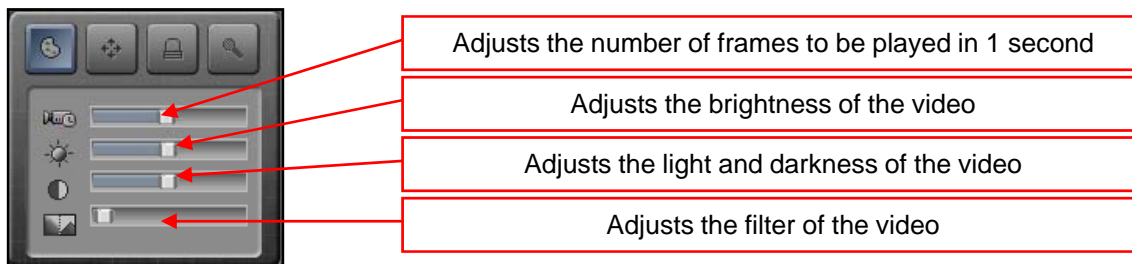 Adjusts the number of frames to be played in 1 second
Adjusts the brightness of the video
Adjusts the light and darkness of the video
Adjusts the filter of the video